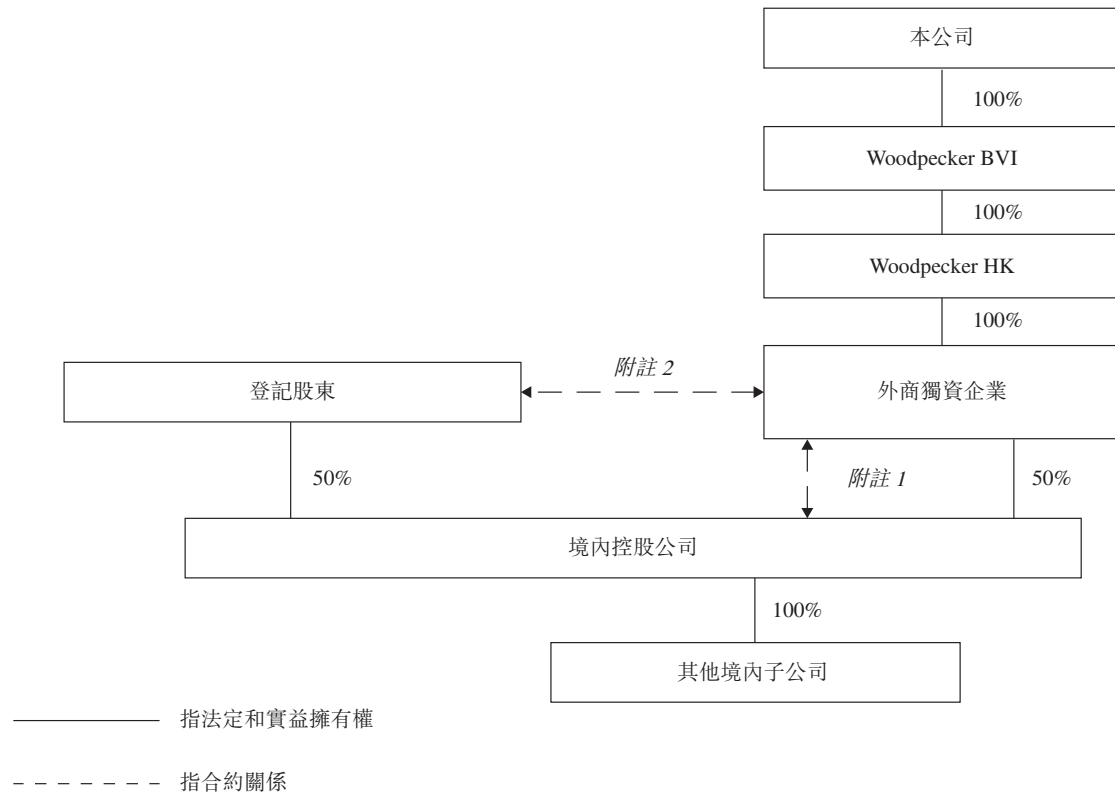 本公司
100%
Woodpecker BVI
100%
Woodpecker HK
100%
登記股東
附註 2
外商獨資企業
50%
附註 1
50%
境內控股公司
100%
其他境內子公司
指法定和實益擁有權
指合約關係